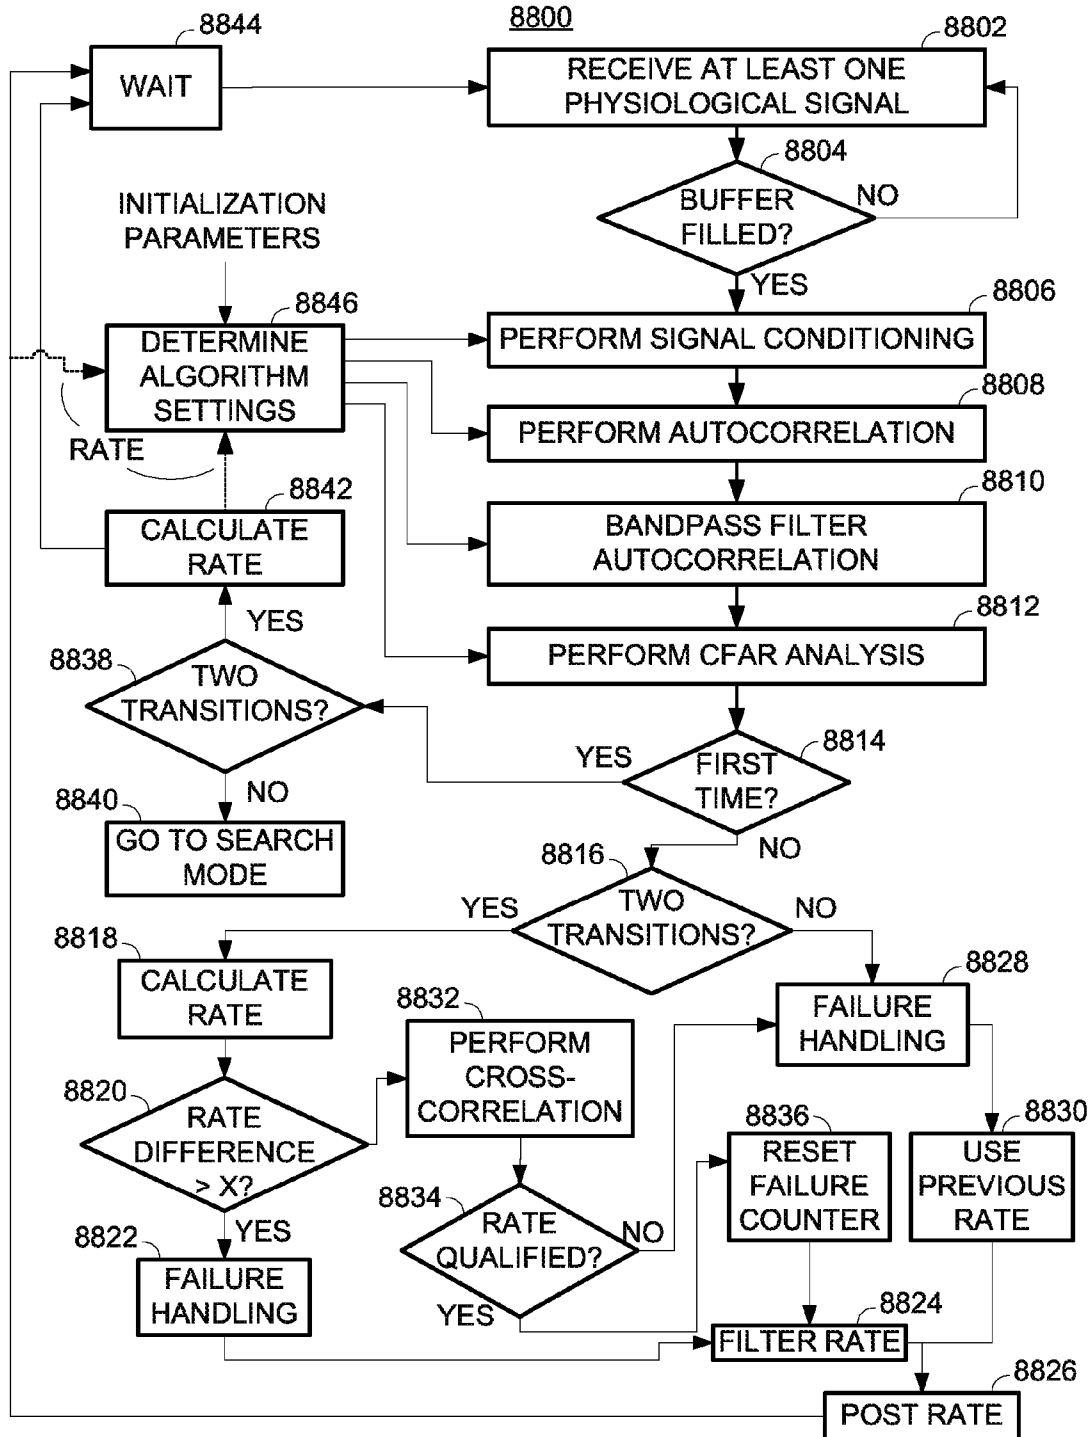 8800
8844
WAIT
8802
RECEIVE AT LEAST ONE
PHYSIOLOGICAL SIGNAL
8804
BUFFER
FILLED?
NO
YES
INITIALIZATION
PARAMETERS
8846
DETERMINE
ALGORITHM
SETTINGS
8806
PERFORM SIGNAL CONDITIONING
8808
PERFORM AUTOCORRELATION
RATE
8810
BANDPASS FILTER
AUTOCORRELATION
8842
CALCULATE
RATE
YES
8812
PERFORM CFAR ANALYSIS
8838
TWO
TRANSITIONS?
NO
8814
FIRST
TIME?
YES
NO
8840
GO TO SEARCH
MODE
8816
TWO
TRANSITIONS?
YES
NO
8818
CALCULATE
RATE
8828
FAILURE
HANDLING
8832
PERFORM
CROSS-
CORRELATION
8820
RATE
DIFFERENCE
> X?
YES
8836
RESET
FAILURE
COUNTER
8830
USE
PREVIOUS
RATE
8834
RATE
QUALIFIED?
NO
YES
8822
FAILURE
HANDLING
8824
FILTER RATE
8826
POST RATE